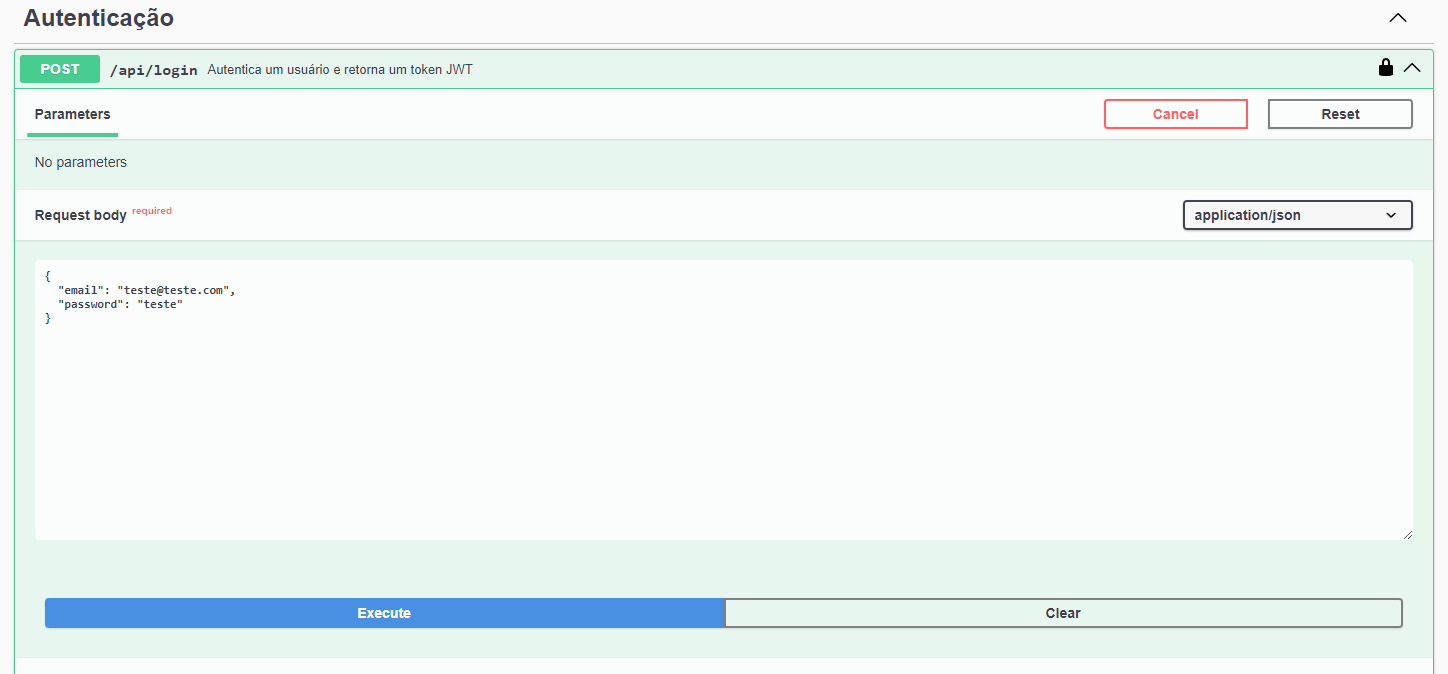 Autenticação
POST /api/login Autentica um usuário e retorna um token JWT
Parameters Cancel Reset
No parameters
Request body required application/json
{
"email": "teste@teste.com",
"password": "teste"
}
Execute Clear